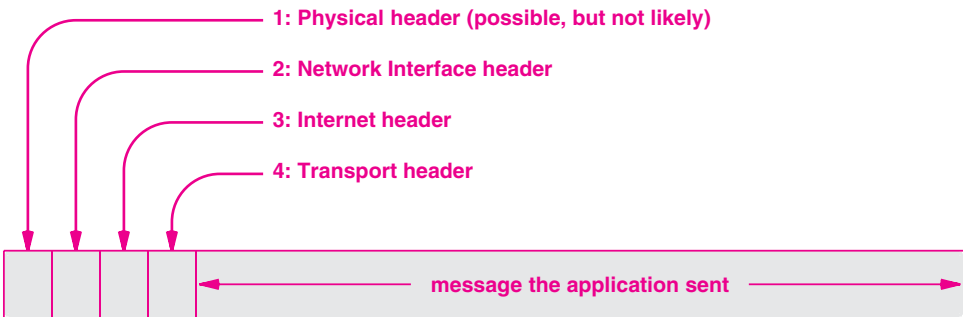 1: Physical header (possible, but not likely)
2: Network Interface header
3: Internet header
4: Transport header
message the application sent